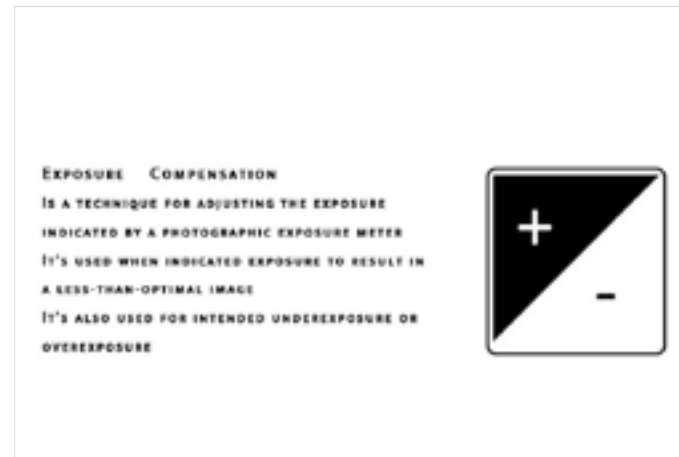 Exposure Compensation
Is a technique for adjusting the exposure
indicated by a photographic exposure meter
It's used when indicated exposure to result in
a less-than-optimal image
It's also used for intended underexposure or
overexposure
+
-